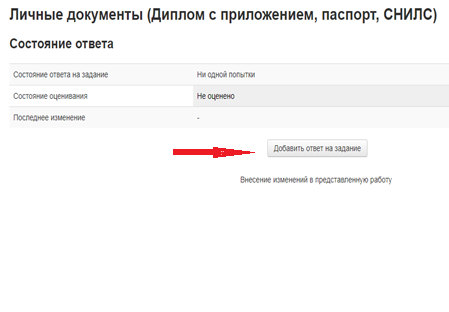 Личные документы (Диплом с приложением, паспорт, СНИЛС)
Состояние ответа
Состояние ответа на задание Ни одной попытки
Состояние оценивания Не оценено
Последнее изменение -
Добавить ответ на задание
Внесение изменений в представленную работу